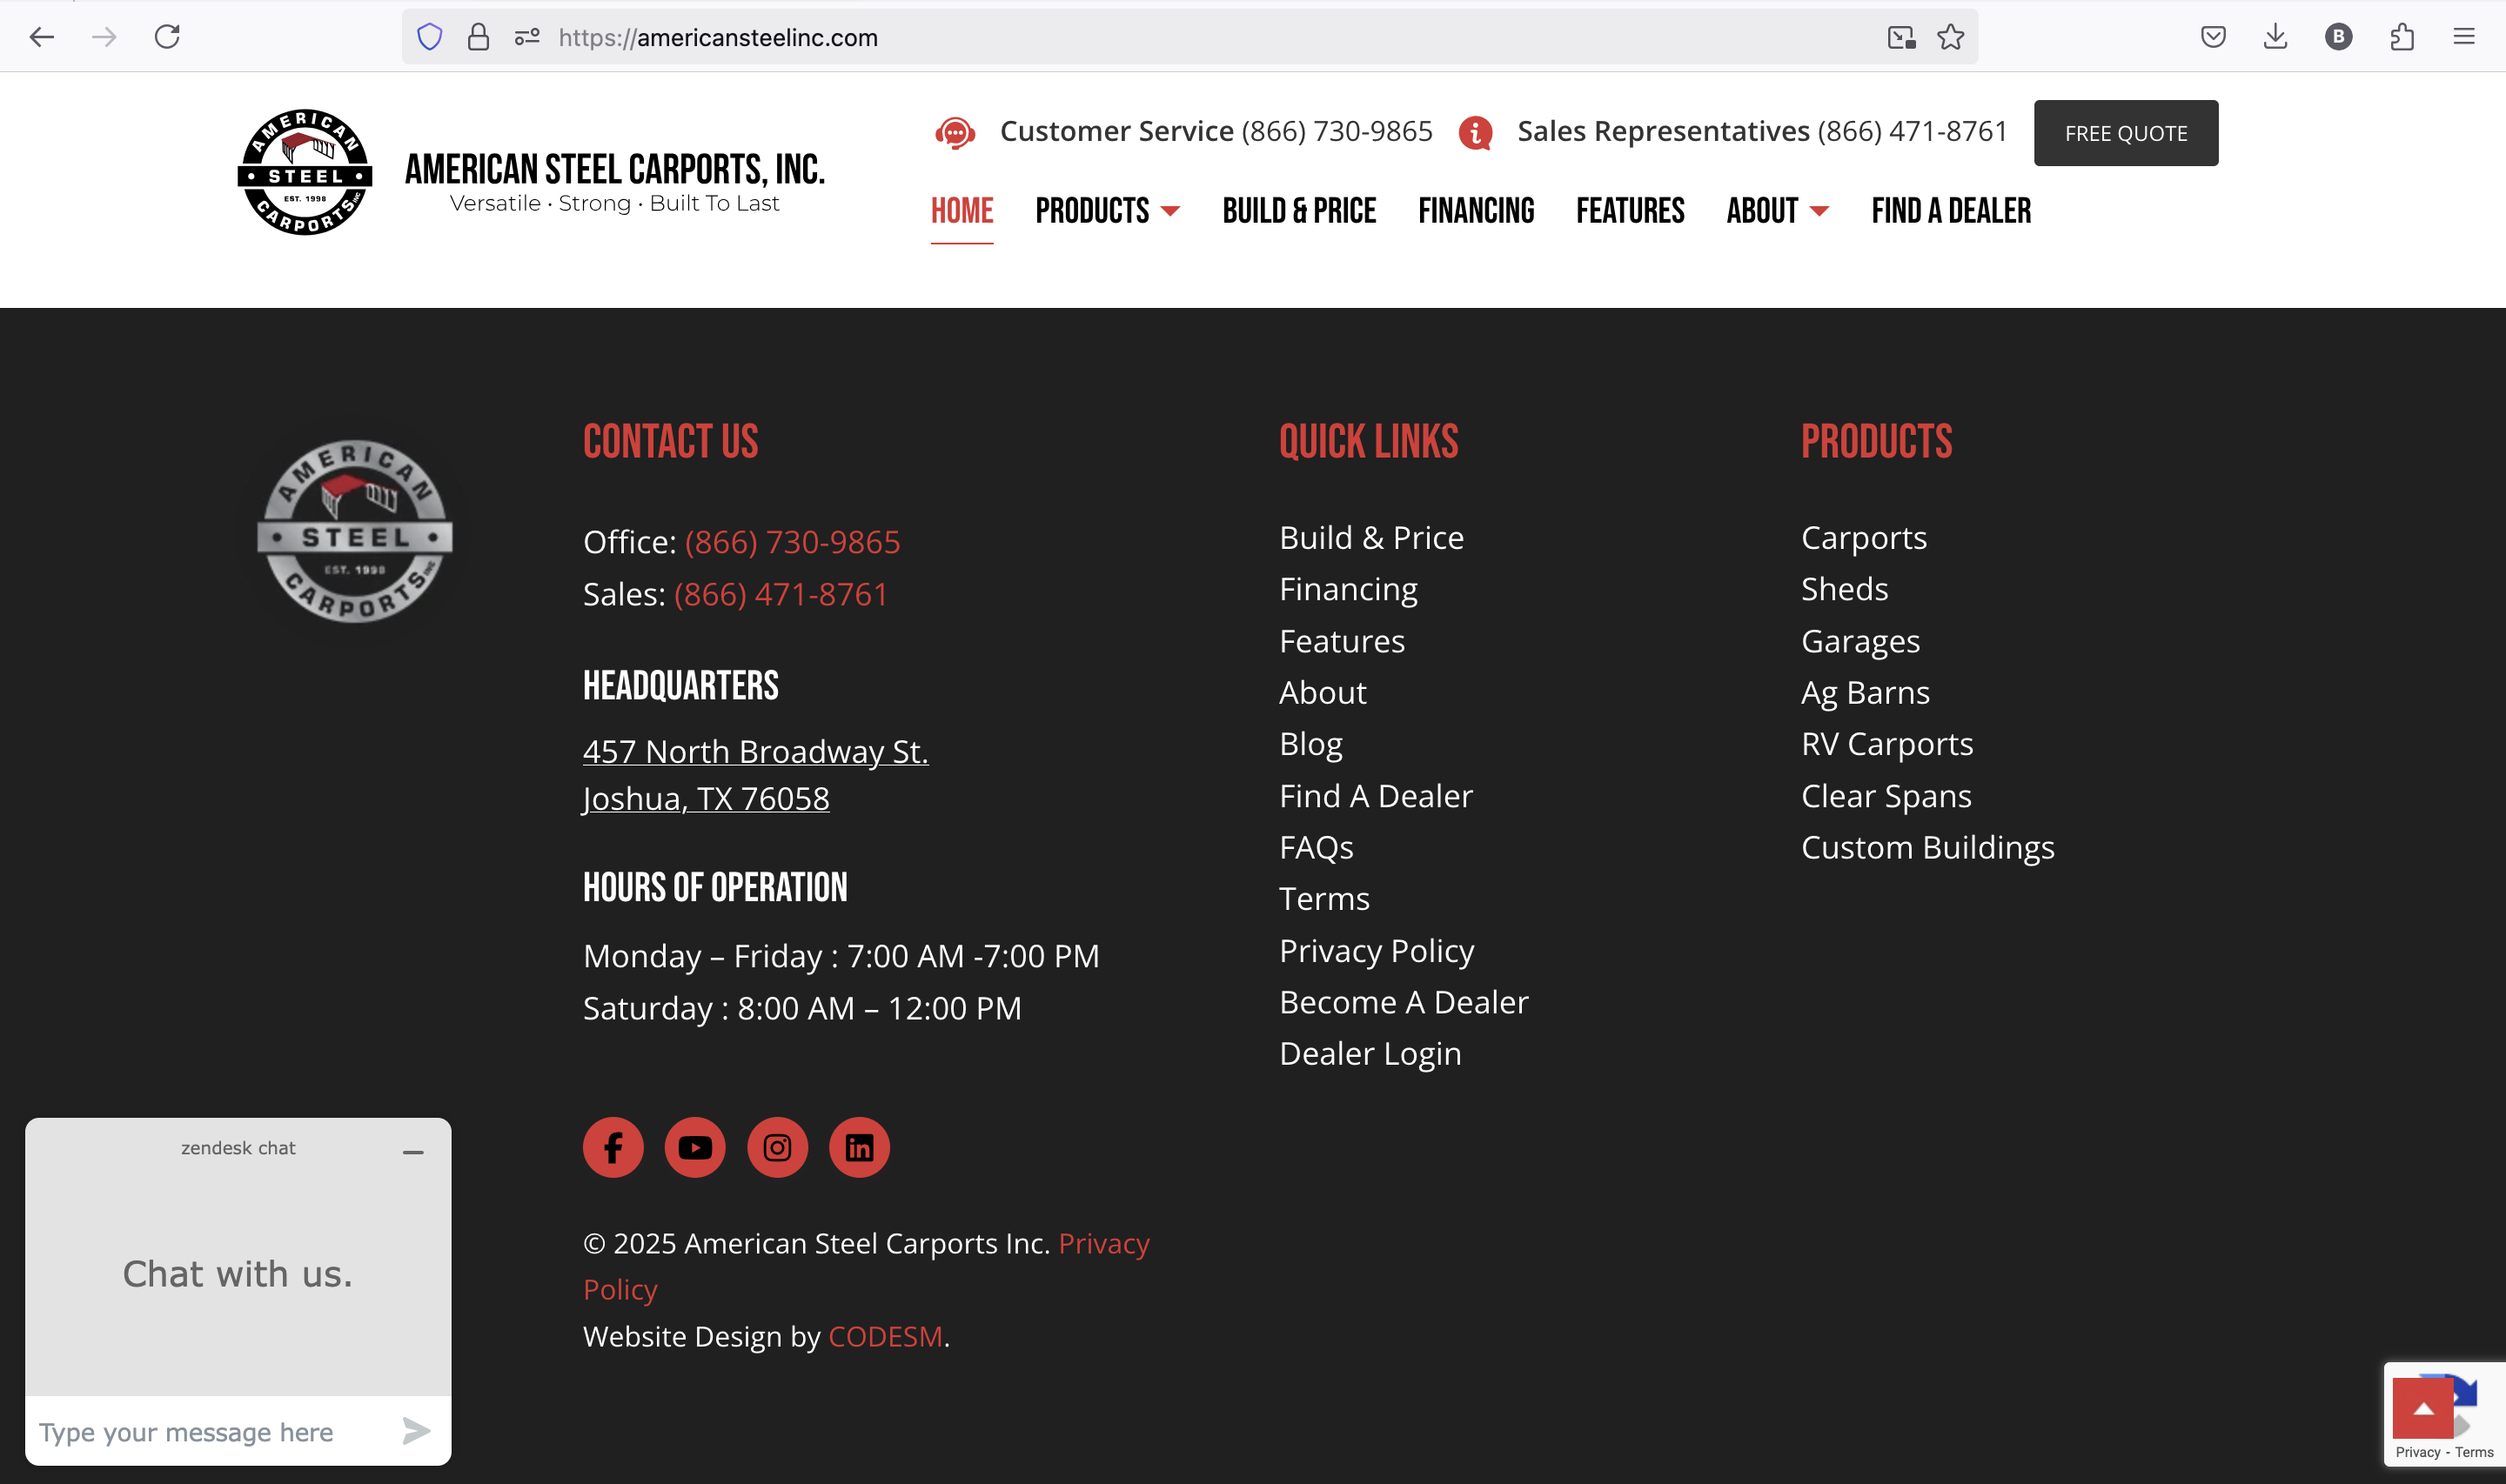 https://americansteelinc.com
B
AMERICAN
STEEL
EST. 1998
CARPORTS INC
AMERICAN STEEL CARPORTS, INC.
Versatile • Strong • Built To Last
Customer Service (866) 730-9865
Sales Representatives (866) 471-8761
FREE QUOTE
HOME
PRODUCTS
BUILD & PRICE
FINANCING
FEATURES
ABOUT
FIND A DEALER
AMERICAN
STEEL
EST. 1998
CARPORTS INC
CONTACT US
Office: (866) 730-9865
Sales: (866) 471-8761
HEADQUARTERS
457 North Broadway St.
Joshua, TX 76058
HOURS OF OPERATION
Monday – Friday : 7:00 AM -7:00 PM
Saturday : 8:00 AM – 12:00 PM
© 2025 American Steel Carports Inc. Privacy
Policy
Website Design by CODESM.
QUICK LINKS
Build & Price
Financing
Features
About
Blog
Find A Dealer
FAQs
Terms
Privacy Policy
Become A Dealer
Dealer Login
PRODUCTS
Carports
Sheds
Garages
Ag Barns
RV Carports
Clear Spans
Custom Buildings
zendesk chat
Chat with us.
Type your message here
Privacy - Terms